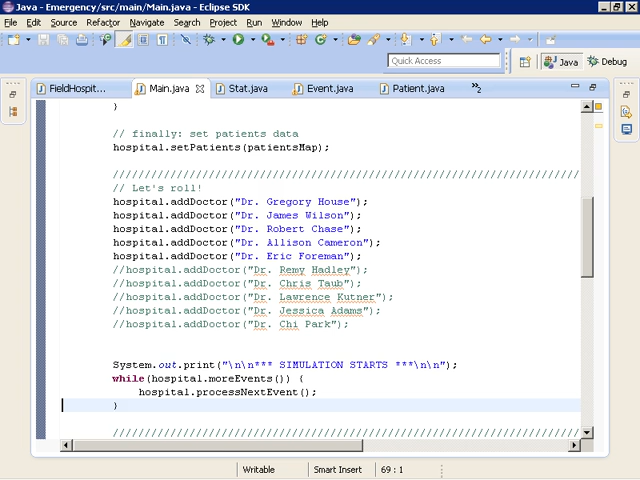 Java - Emergency/src/main/Main.java - Eclipse SDK
File Edit Source Refactor Navigate Search Project Run Window Help
Quick Access Java Debug
FieldHospit... Main.java Stat.java Event.java Patient.java »2
}
// finally: set patients data
hospital.setPatients(patientsMap);
////////////////////////////////////////////////////////////////////////
// Let's roll!
hospital.addDoctor("Dr. Gregory House");
hospital.addDoctor("Dr. James Wilson");
hospital.addDoctor("Dr. Robert Chase");
hospital.addDoctor("Dr. Allison Cameron");
hospital.addDoctor("Dr. Eric Foreman");
//hospital.addDoctor("Dr. Remy Hadley");
//hospital.addDoctor("Dr. Chris Taub");
//hospital.addDoctor("Dr. Lawrence Kutner");
//hospital.addDoctor("Dr. Jessica Adams");
//hospital.addDoctor("Dr. Chi Park");
System.out.print("\n\n*** SIMULATION STARTS ***\n\n");
while(hospital.moreEvents()) {
hospital.processNextEvent();
}
////////////////////////////////////////////////////////////////////////
Writable Smart Insert 69 : 1